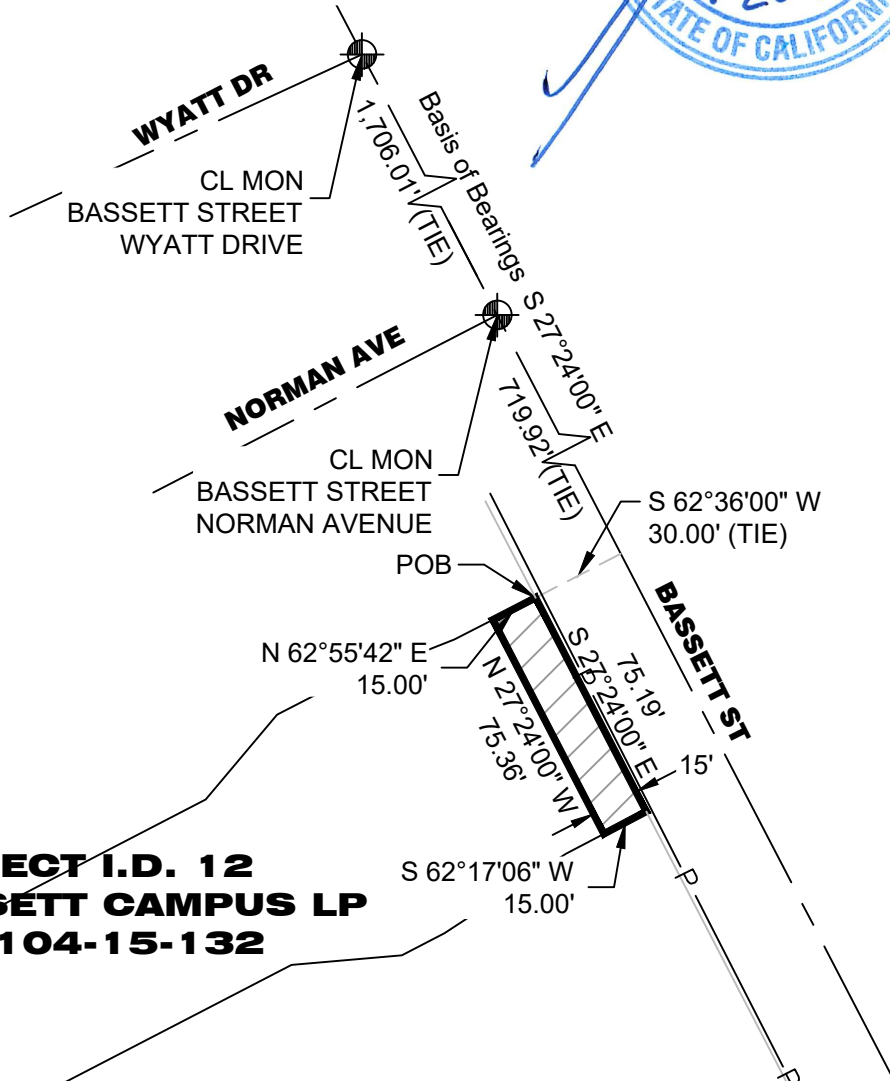 STATE OF CALIFORNIA
WYATT DR
CL MON
BASSETT STREET
WYATT DRIVE
1,706.01' (TIE)
Basis of Bearings S 27°24'00" E
NORMAN AVE
CL MON
BASSETT STREET
NORMAN AVENUE
719.92' (TIE)
S 62°36'00" W
30.00' (TIE)
POB
BASSETT ST
N 62°55'42" E
15.00'
75.19'
S 27°24'00" E
N 27°24'00" W
75.36'
15'
S 62°17'06" W
15.00'
P
P
P
ECT I.D. 12
SETT CAMPUS LP
104-15-132